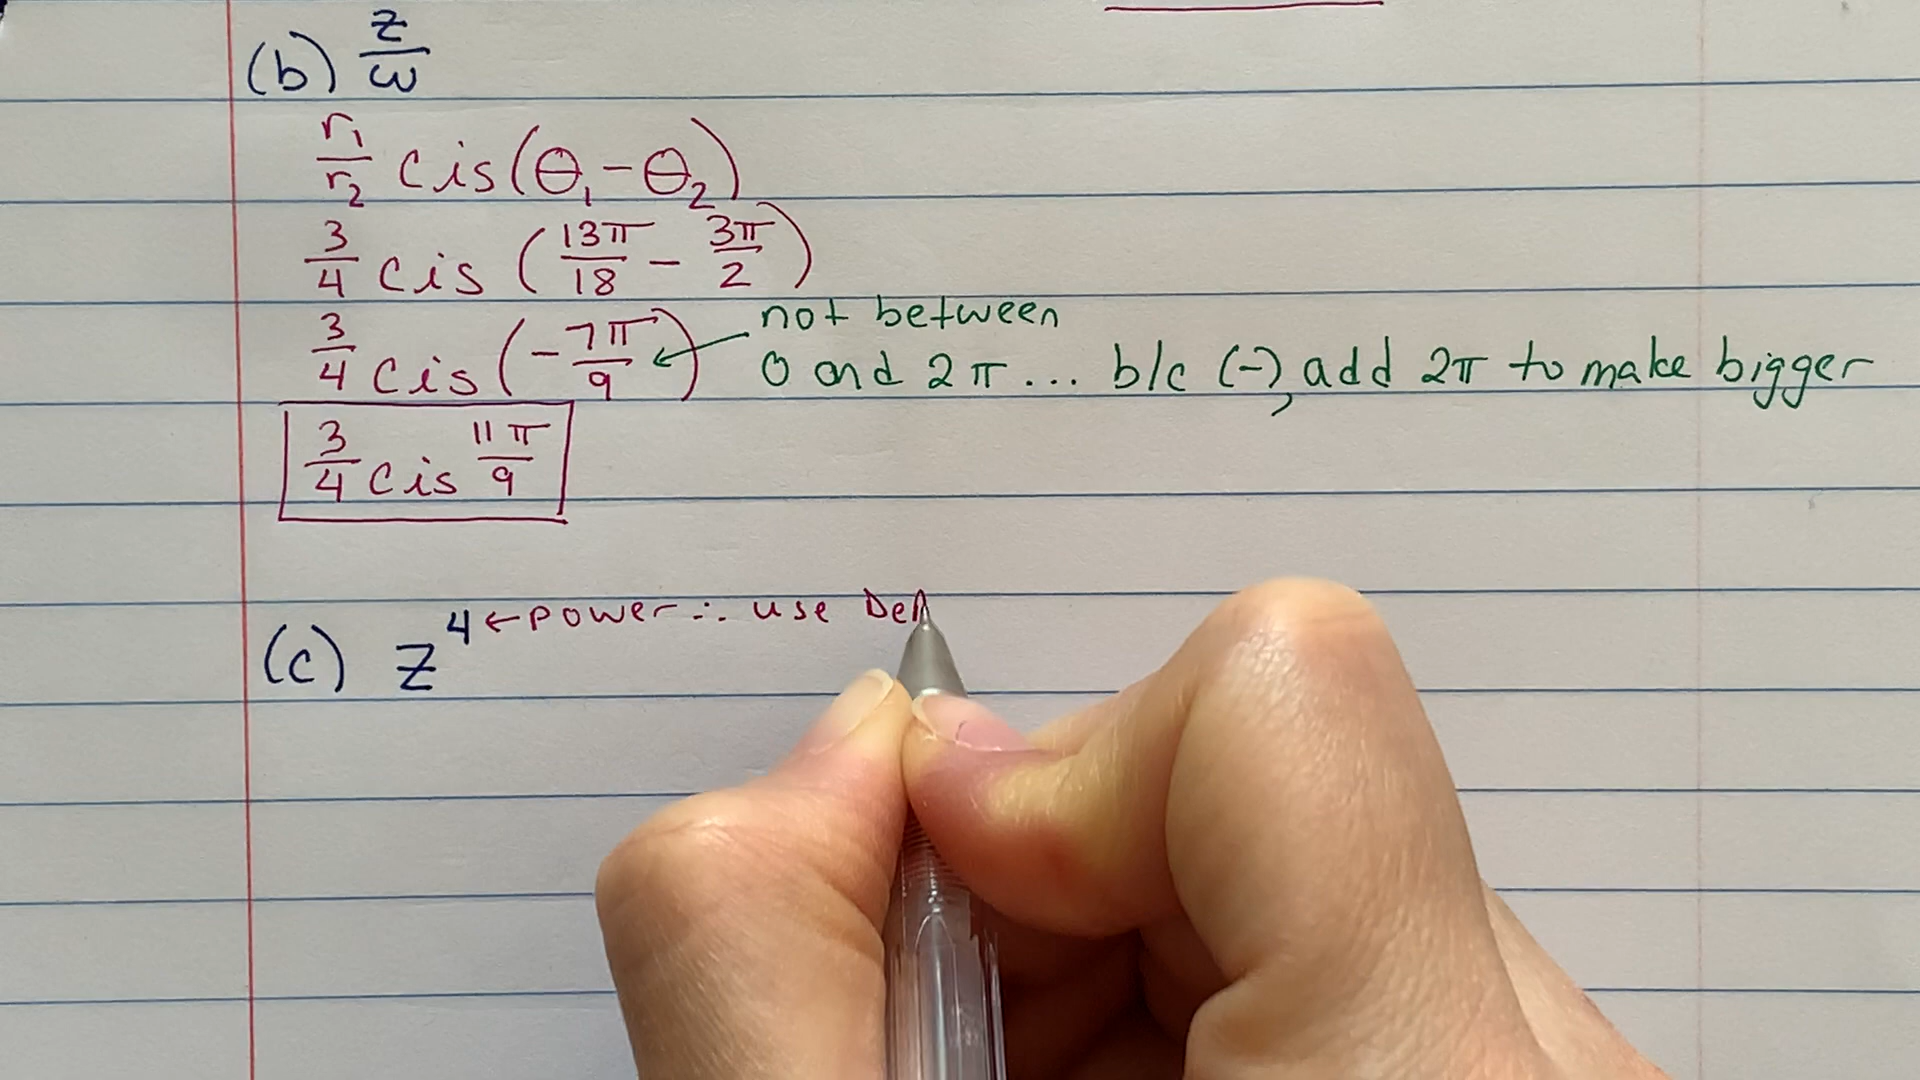 (b) z/ω
r₁/r₂ cis(θ₁-θ₂)
3/4 cis (13π/18 - 3π/2)
3/4 cis (-7π/9) ← not between
0 and 2π... b/c (-), add 2π to make bigger
3/4 cis 11π/9
(c) z⁴ ← power ∴ use